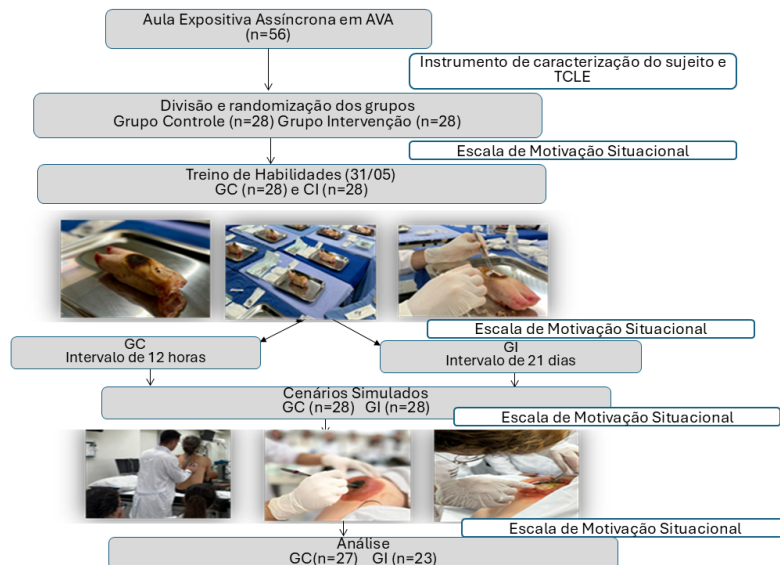 Aula Expositiva Assíncrona em AVA
(n=56)
Instrumento de caracterização do sujeito e
TCLE
Divisão e randomização dos grupos
Grupo Controle (n=28) Grupo Intervenção (n=28)
Escala de Motivação Situacional
Treino de Habilidades (31/05)
GC (n=28) e CI (n=28)
Escala de Motivação Situacional
GC
Intervalo de 12 horas
GI
Intervalo de 21 dias
Cenários Simulados
GC (n=28) GI (n=28)
Escala de Motivação Situacional
Escala de Motivação Situacional
Análise
GC(n=27) GI (n=23)